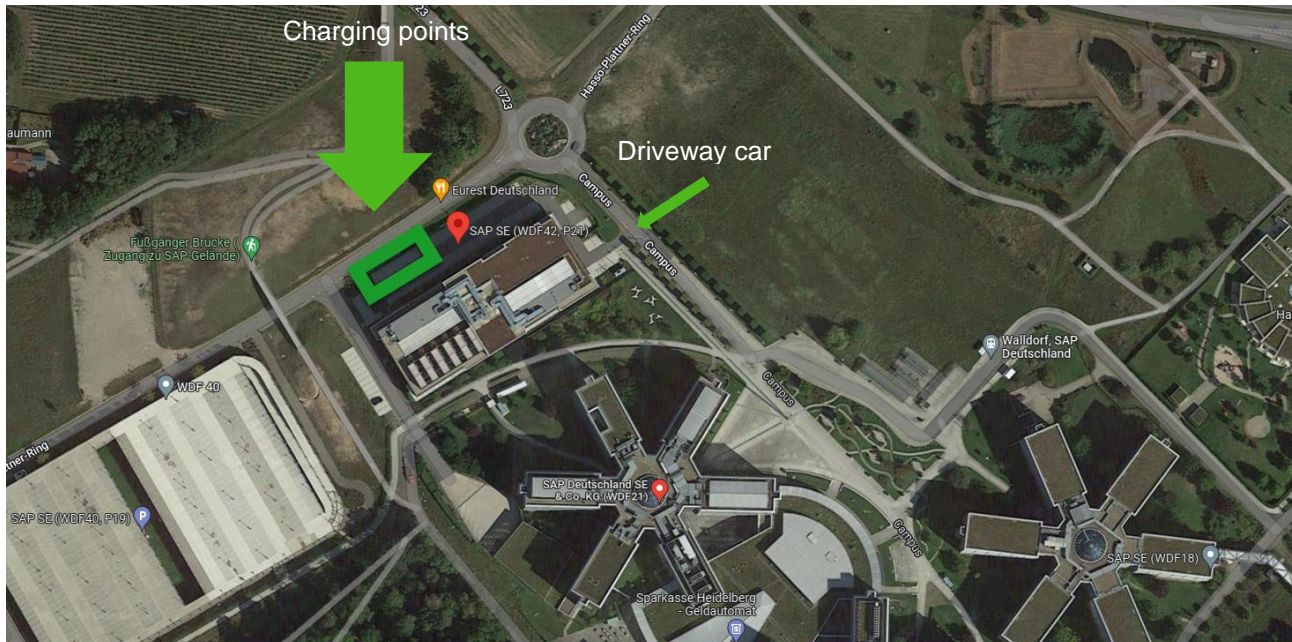 Charging points
L723
Hasso-Plattner-Ring
aumann
Driveway car
Eurest Deutschland
Campus
SAP SE (WDF42, P21)
Fußgänger Brücke (
Zugang zu SAP-Gelände)
Campus
Ha
Walldorf, SAP
Deutschland
WDF 40
Campus
ttner-Ring
SAP Deutschland SE
& Co. KG (WDF21)
SAP SE (WDF40, P19)
P
Campus
SAP SE (WDF18)
Sparkasse Heidelberg
- Geldautomat